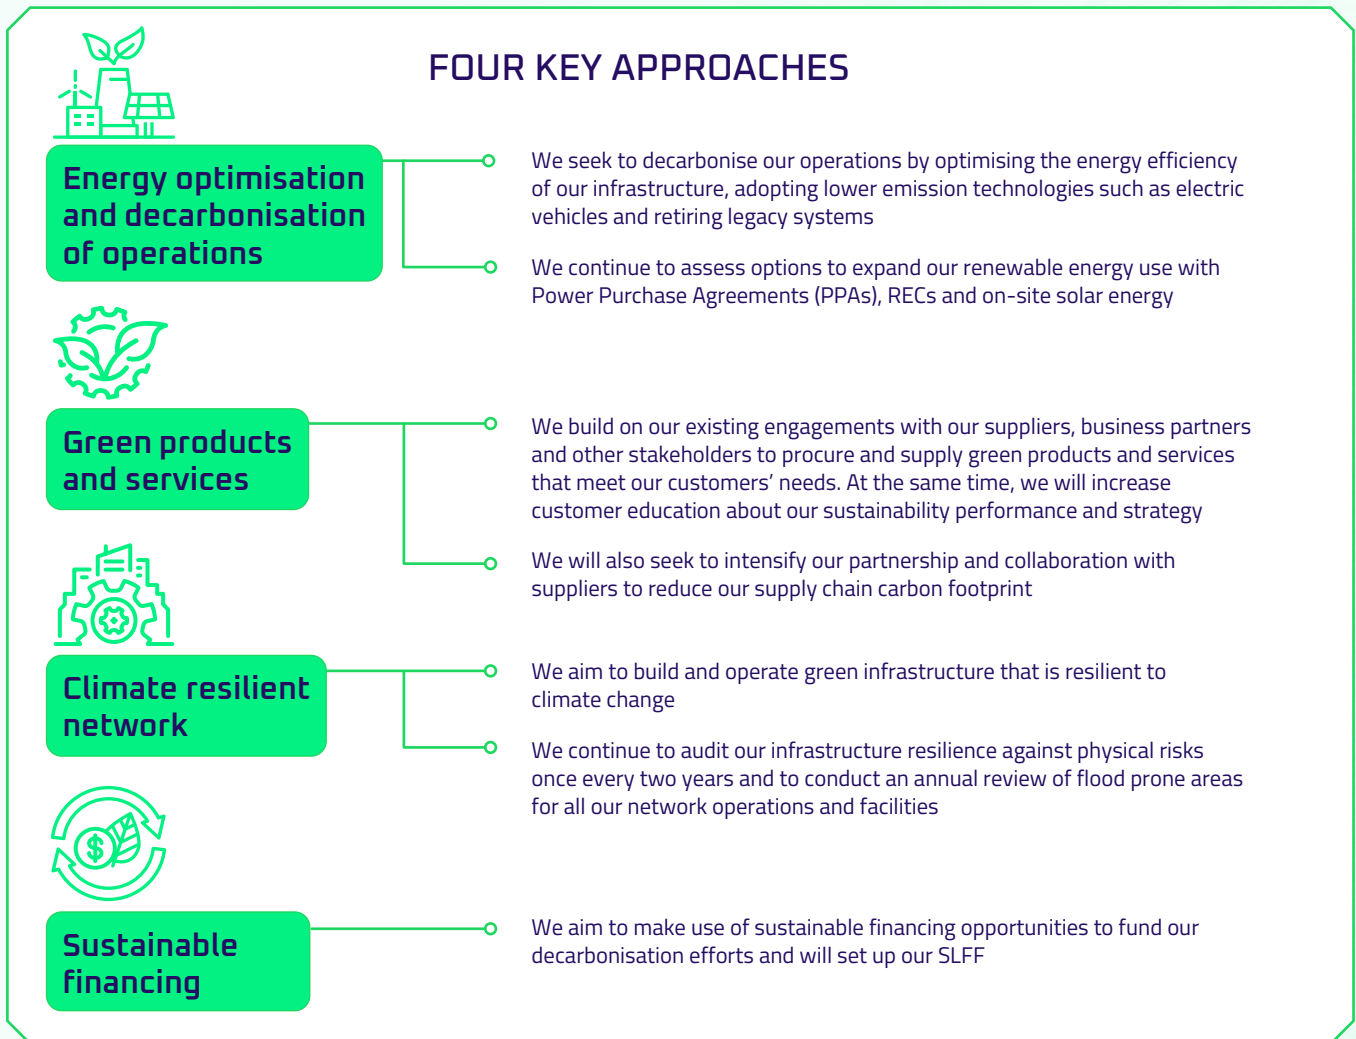 FOUR KEY APPROACHES
Energy optimisation
and decarbonisation
of operations
We seek to decarbonise our operations by optimising the energy efficiency
of our infrastructure, adopting lower emission technologies such as electric
vehicles and retiring legacy systems
We continue to assess options to expand our renewable energy use with
Power Purchase Agreements (PPAs), RECs and on-site solar energy
Green products
and services
We build on our existing engagements with our suppliers, business partners
and other stakeholders to procure and supply green products and services
that meet our customers’ needs. At the same time, we will increase
customer education about our sustainability performance and strategy
We will also seek to intensify our partnership and collaboration with
suppliers to reduce our supply chain carbon footprint
Climate resilient
network
We aim to build and operate green infrastructure that is resilient to
climate change
We continue to audit our infrastructure resilience against physical risks
once every two years and to conduct an annual review of flood prone areas
for all our network operations and facilities
$
Sustainable
financing
We aim to make use of sustainable financing opportunities to fund our
decarbonisation efforts and will set up our SLFF